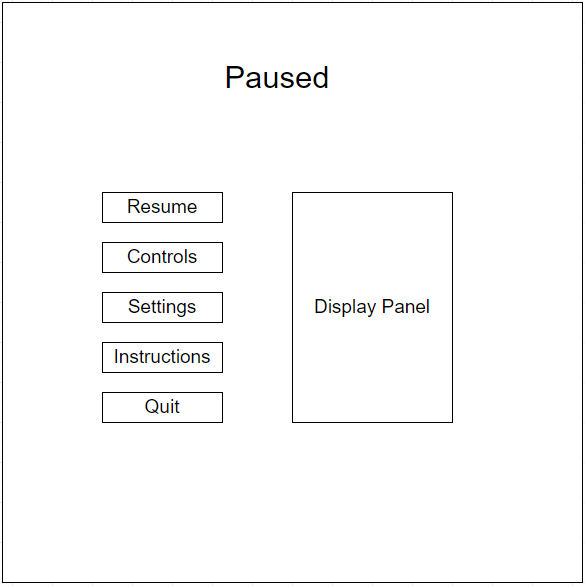 Paused
Resume
Controls
Settings
Instructions
Quit
Display Panel